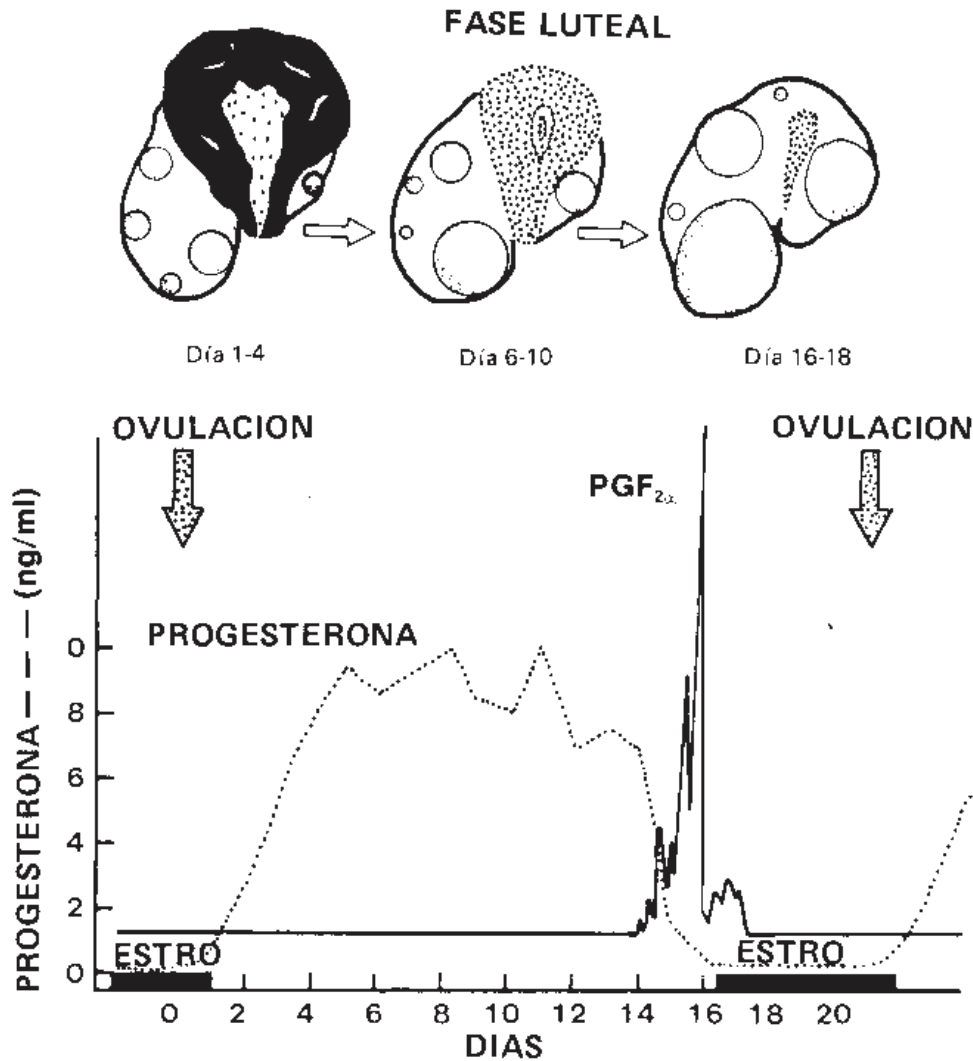 FASE LUTEAL
Día 1-4
Día 6-10
Día 16-18
OVULACION
OVULACION
PGF₂α
PROGESTERONA
PROGESTERONA — — — (ng/ml)
0
8
6
4
2
0
ESTRO
ESTRO
0 2 4 6 8 10 12 14 16 18 20
DIAS